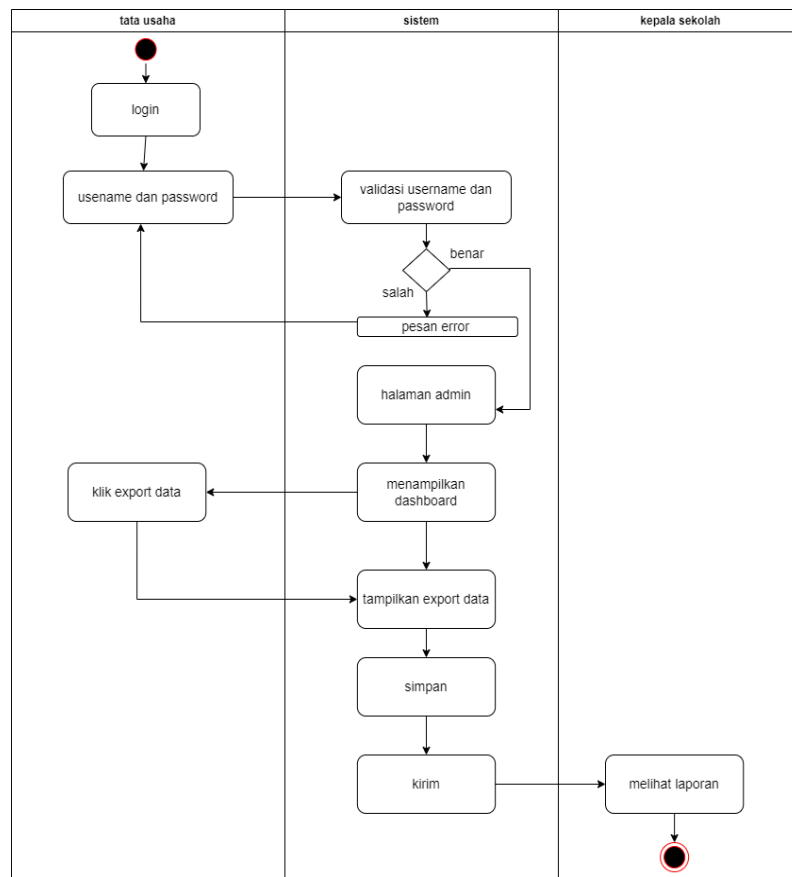 tata usaha
sistem
kepala sekolah
login
usename dan password
validasi username dan
password
benar
salah
pesan error
halaman admin
klik export data
menampilkan
dashboard
tampilkan export data
simpan
kirim
melihat laporan